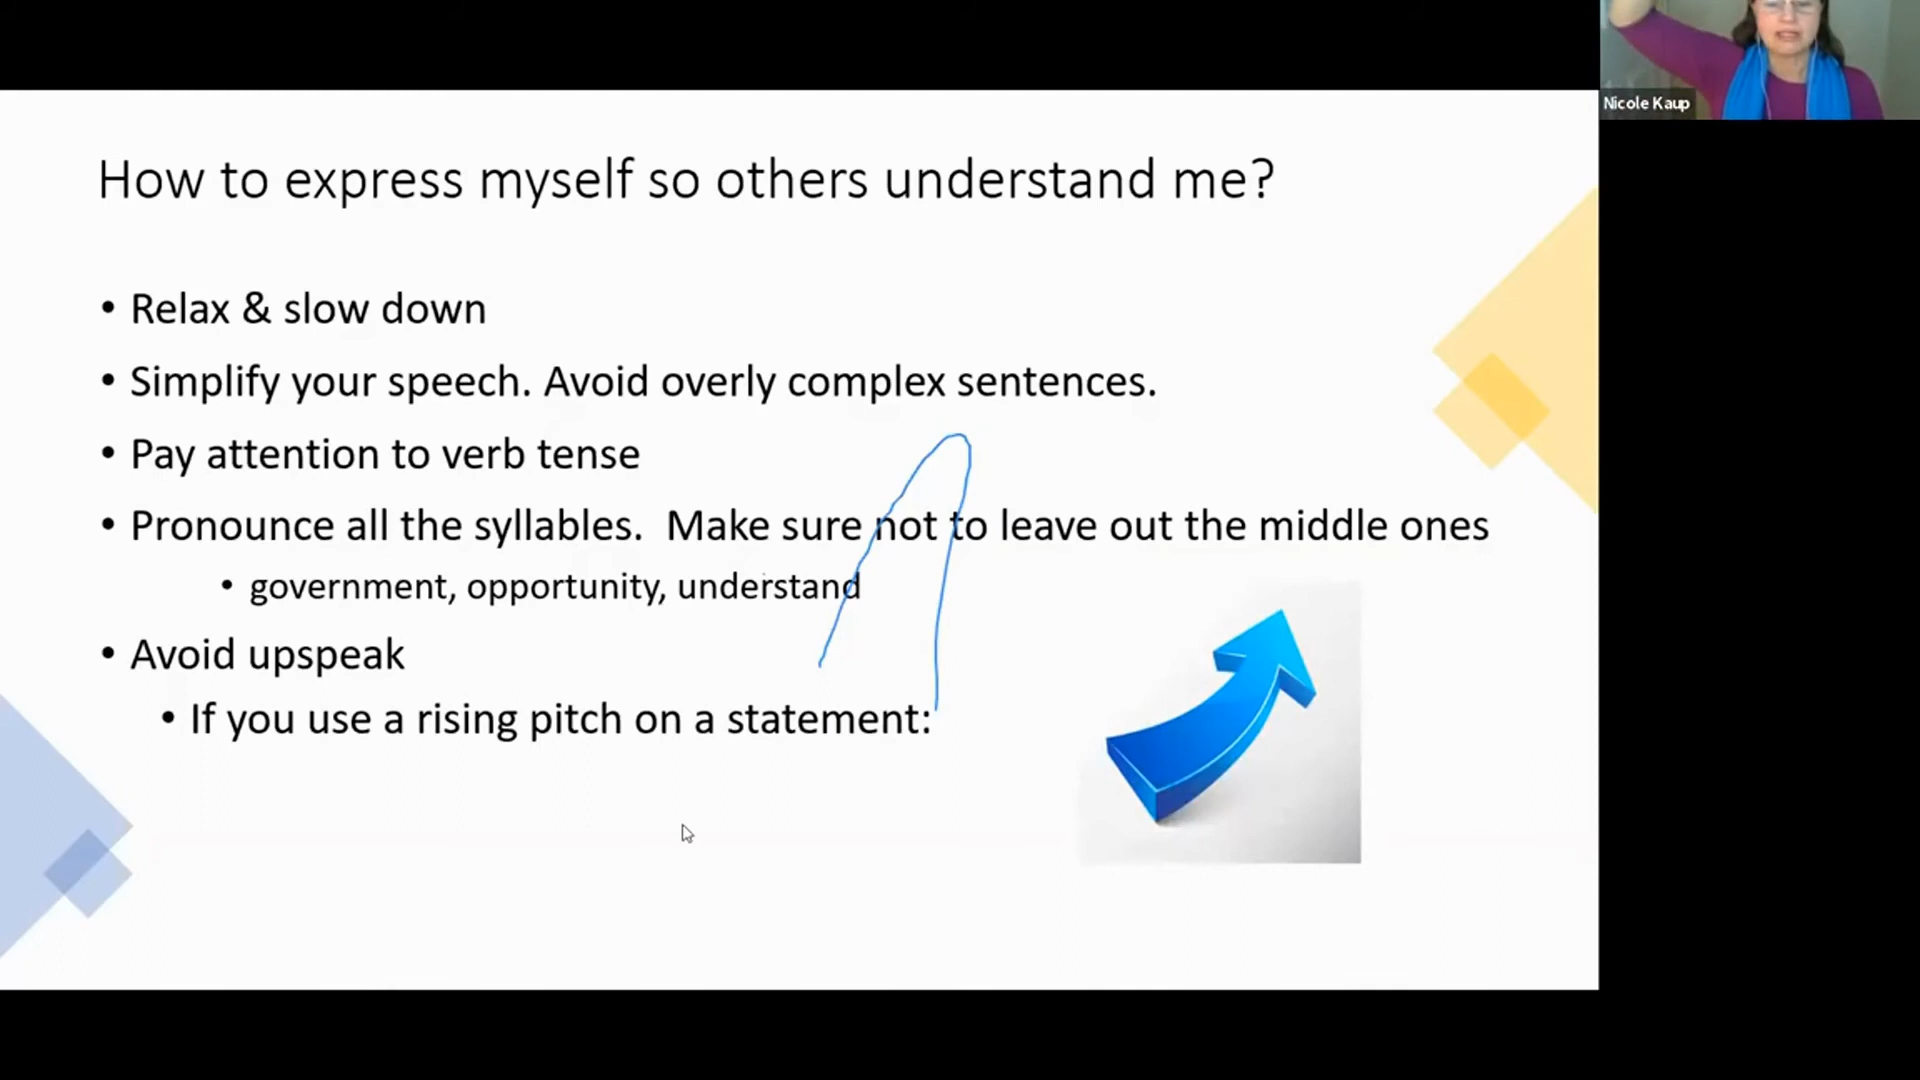 Nicole Kaup
How to express myself so others understand me?
• Relax & slow down
• Simplify your speech. Avoid overly complex sentences.
• Pay attention to verb tense
• Pronounce all the syllables.  Make sure not to leave out the middle ones
• government, opportunity, understand
• Avoid upspeak
• If you use a rising pitch on a statement: